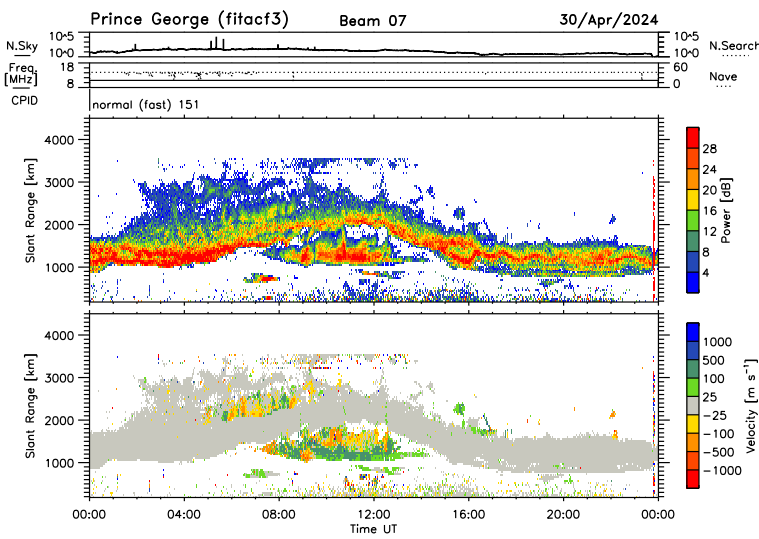 Prince George (fitacf3) Beam 07 30/Apr/2024
N.Sky 10^5 10^0 10^5 10^0 N.Search
Freq [MHz] 18 8 60 0 Nave
CPID normal (fast) 151
Slant Range [km] 4000 3000 2000 1000
Power [dB] 28 24 20 16 12 8 4
Slant Range [km] 4000 3000 2000 1000
Velocity [m s⁻¹] 1000 500 100 25 −25 −100 −500 −1000
00:00 04:00 08:00 12:00 16:00 20:00 00:00
Time UT